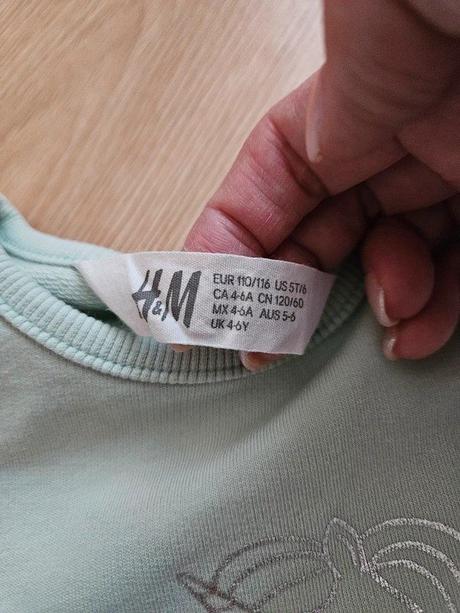 H&M
EUR 110/116 US 5T/6
CA 4-6A CN 120/60
MX 4-6A AUS 5-6
UK 4-6Y